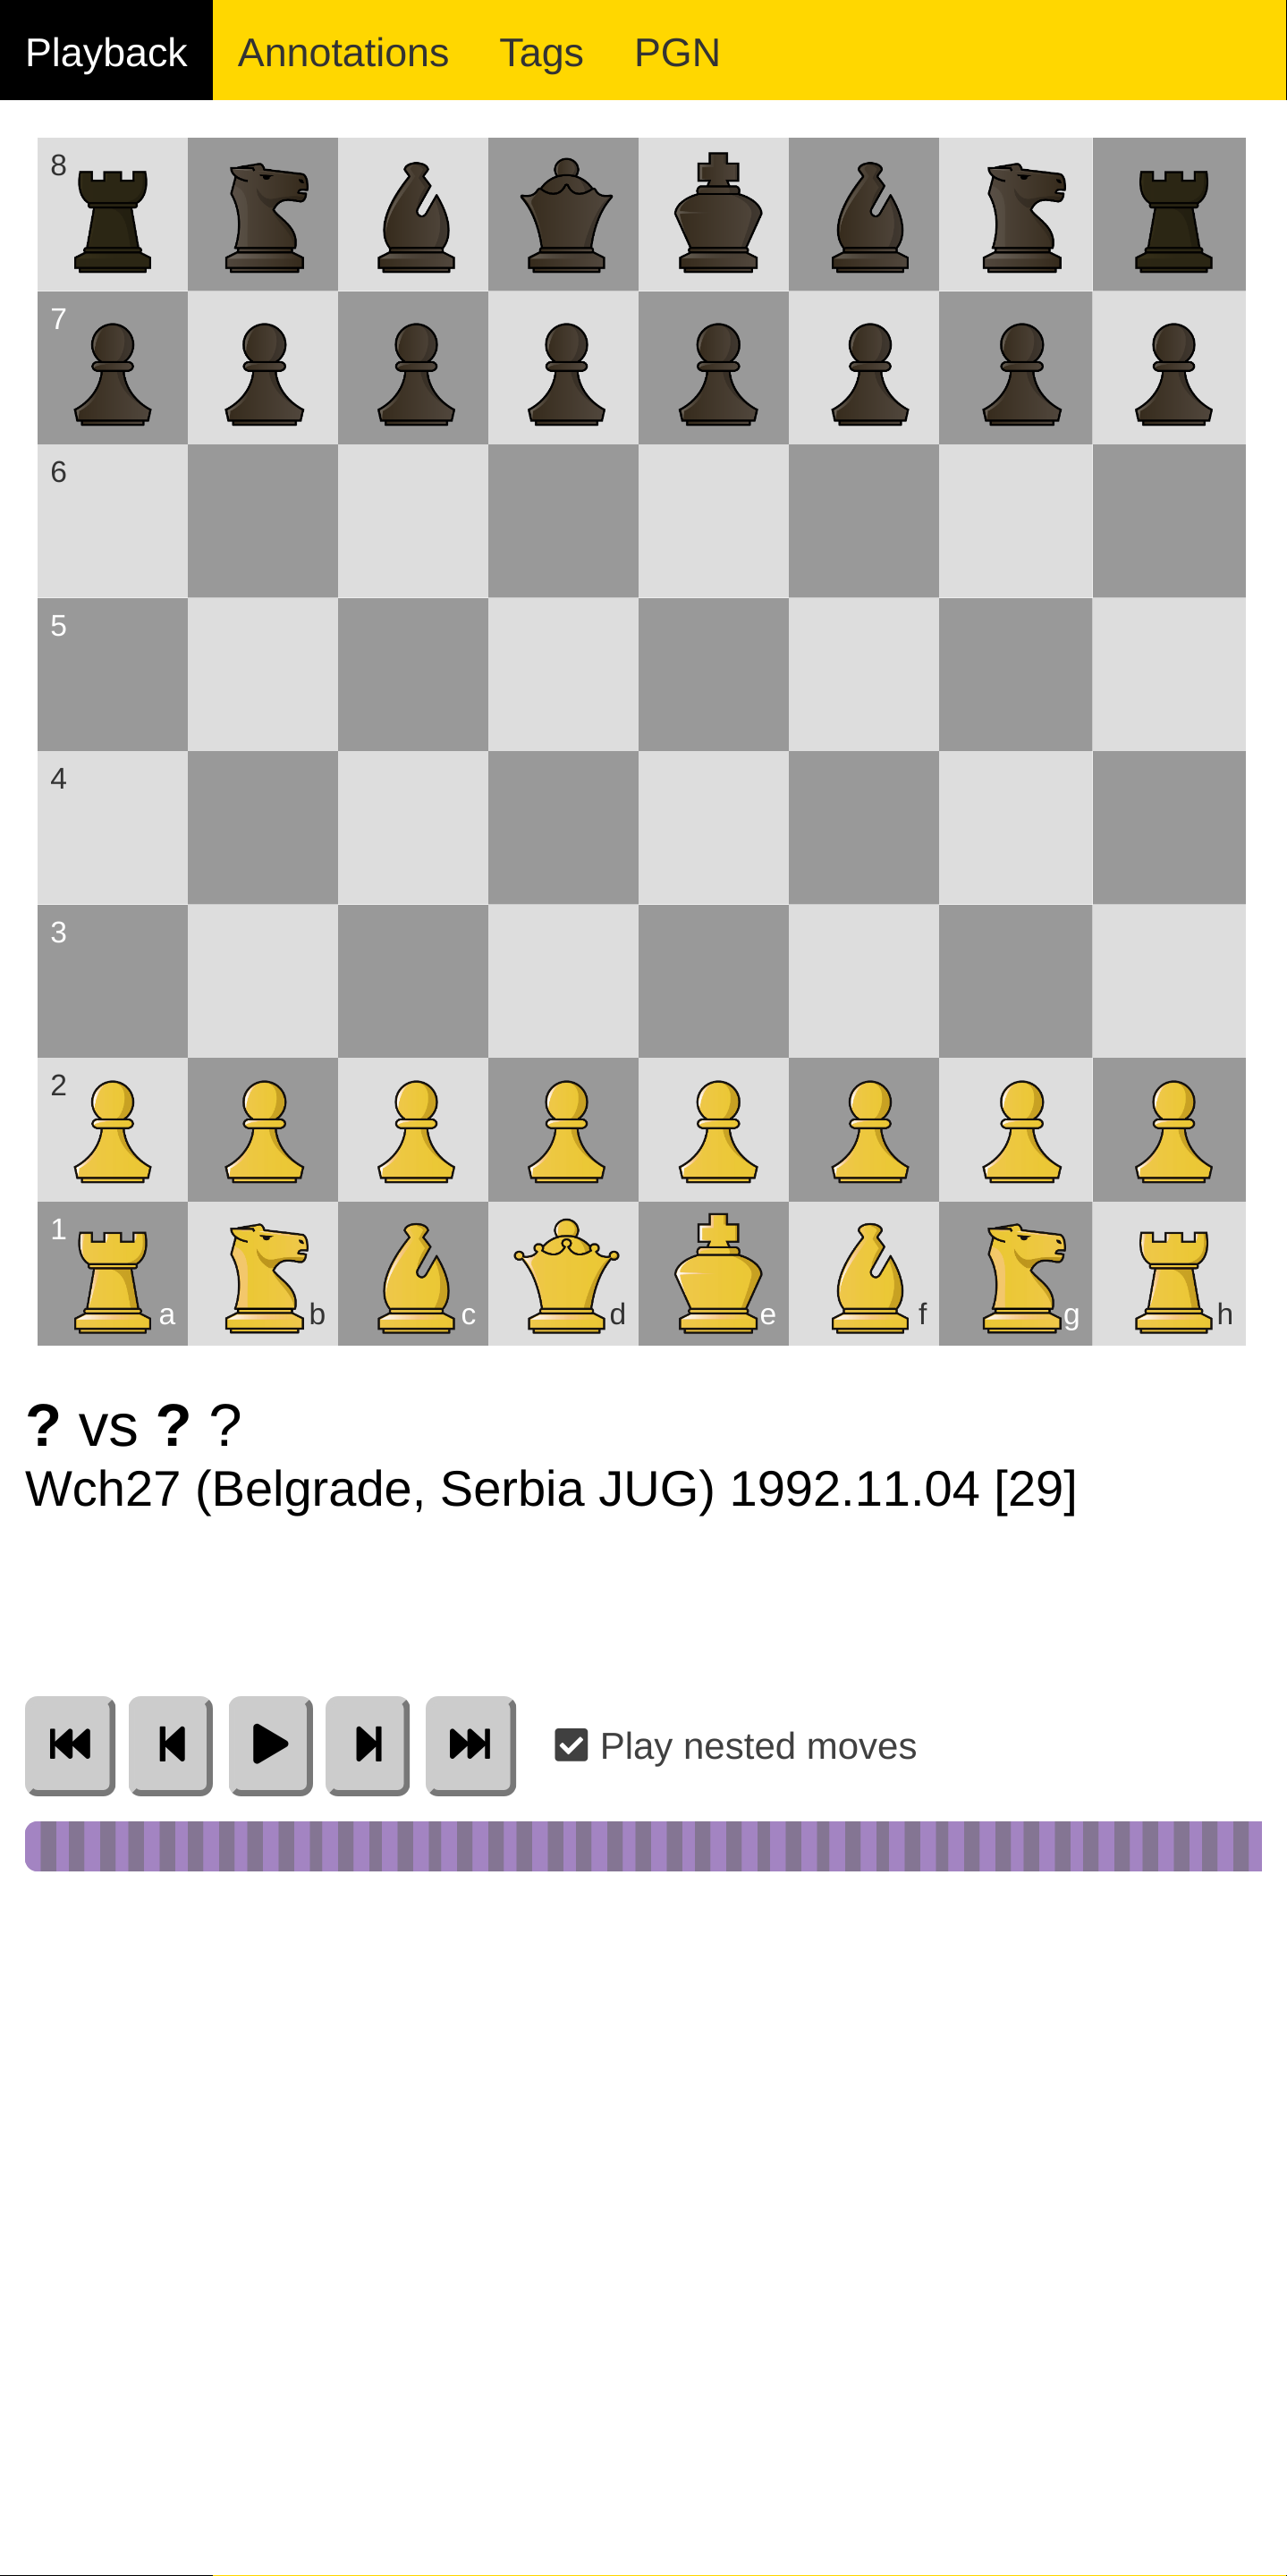 Playback Annotations Tags PGN
8
7
6
5
4
3
2
1
a b c d e f g h
? vs ? ?
Wch27 (Belgrade, Serbia JUG) 1992.11.04 [29]
Play nested moves